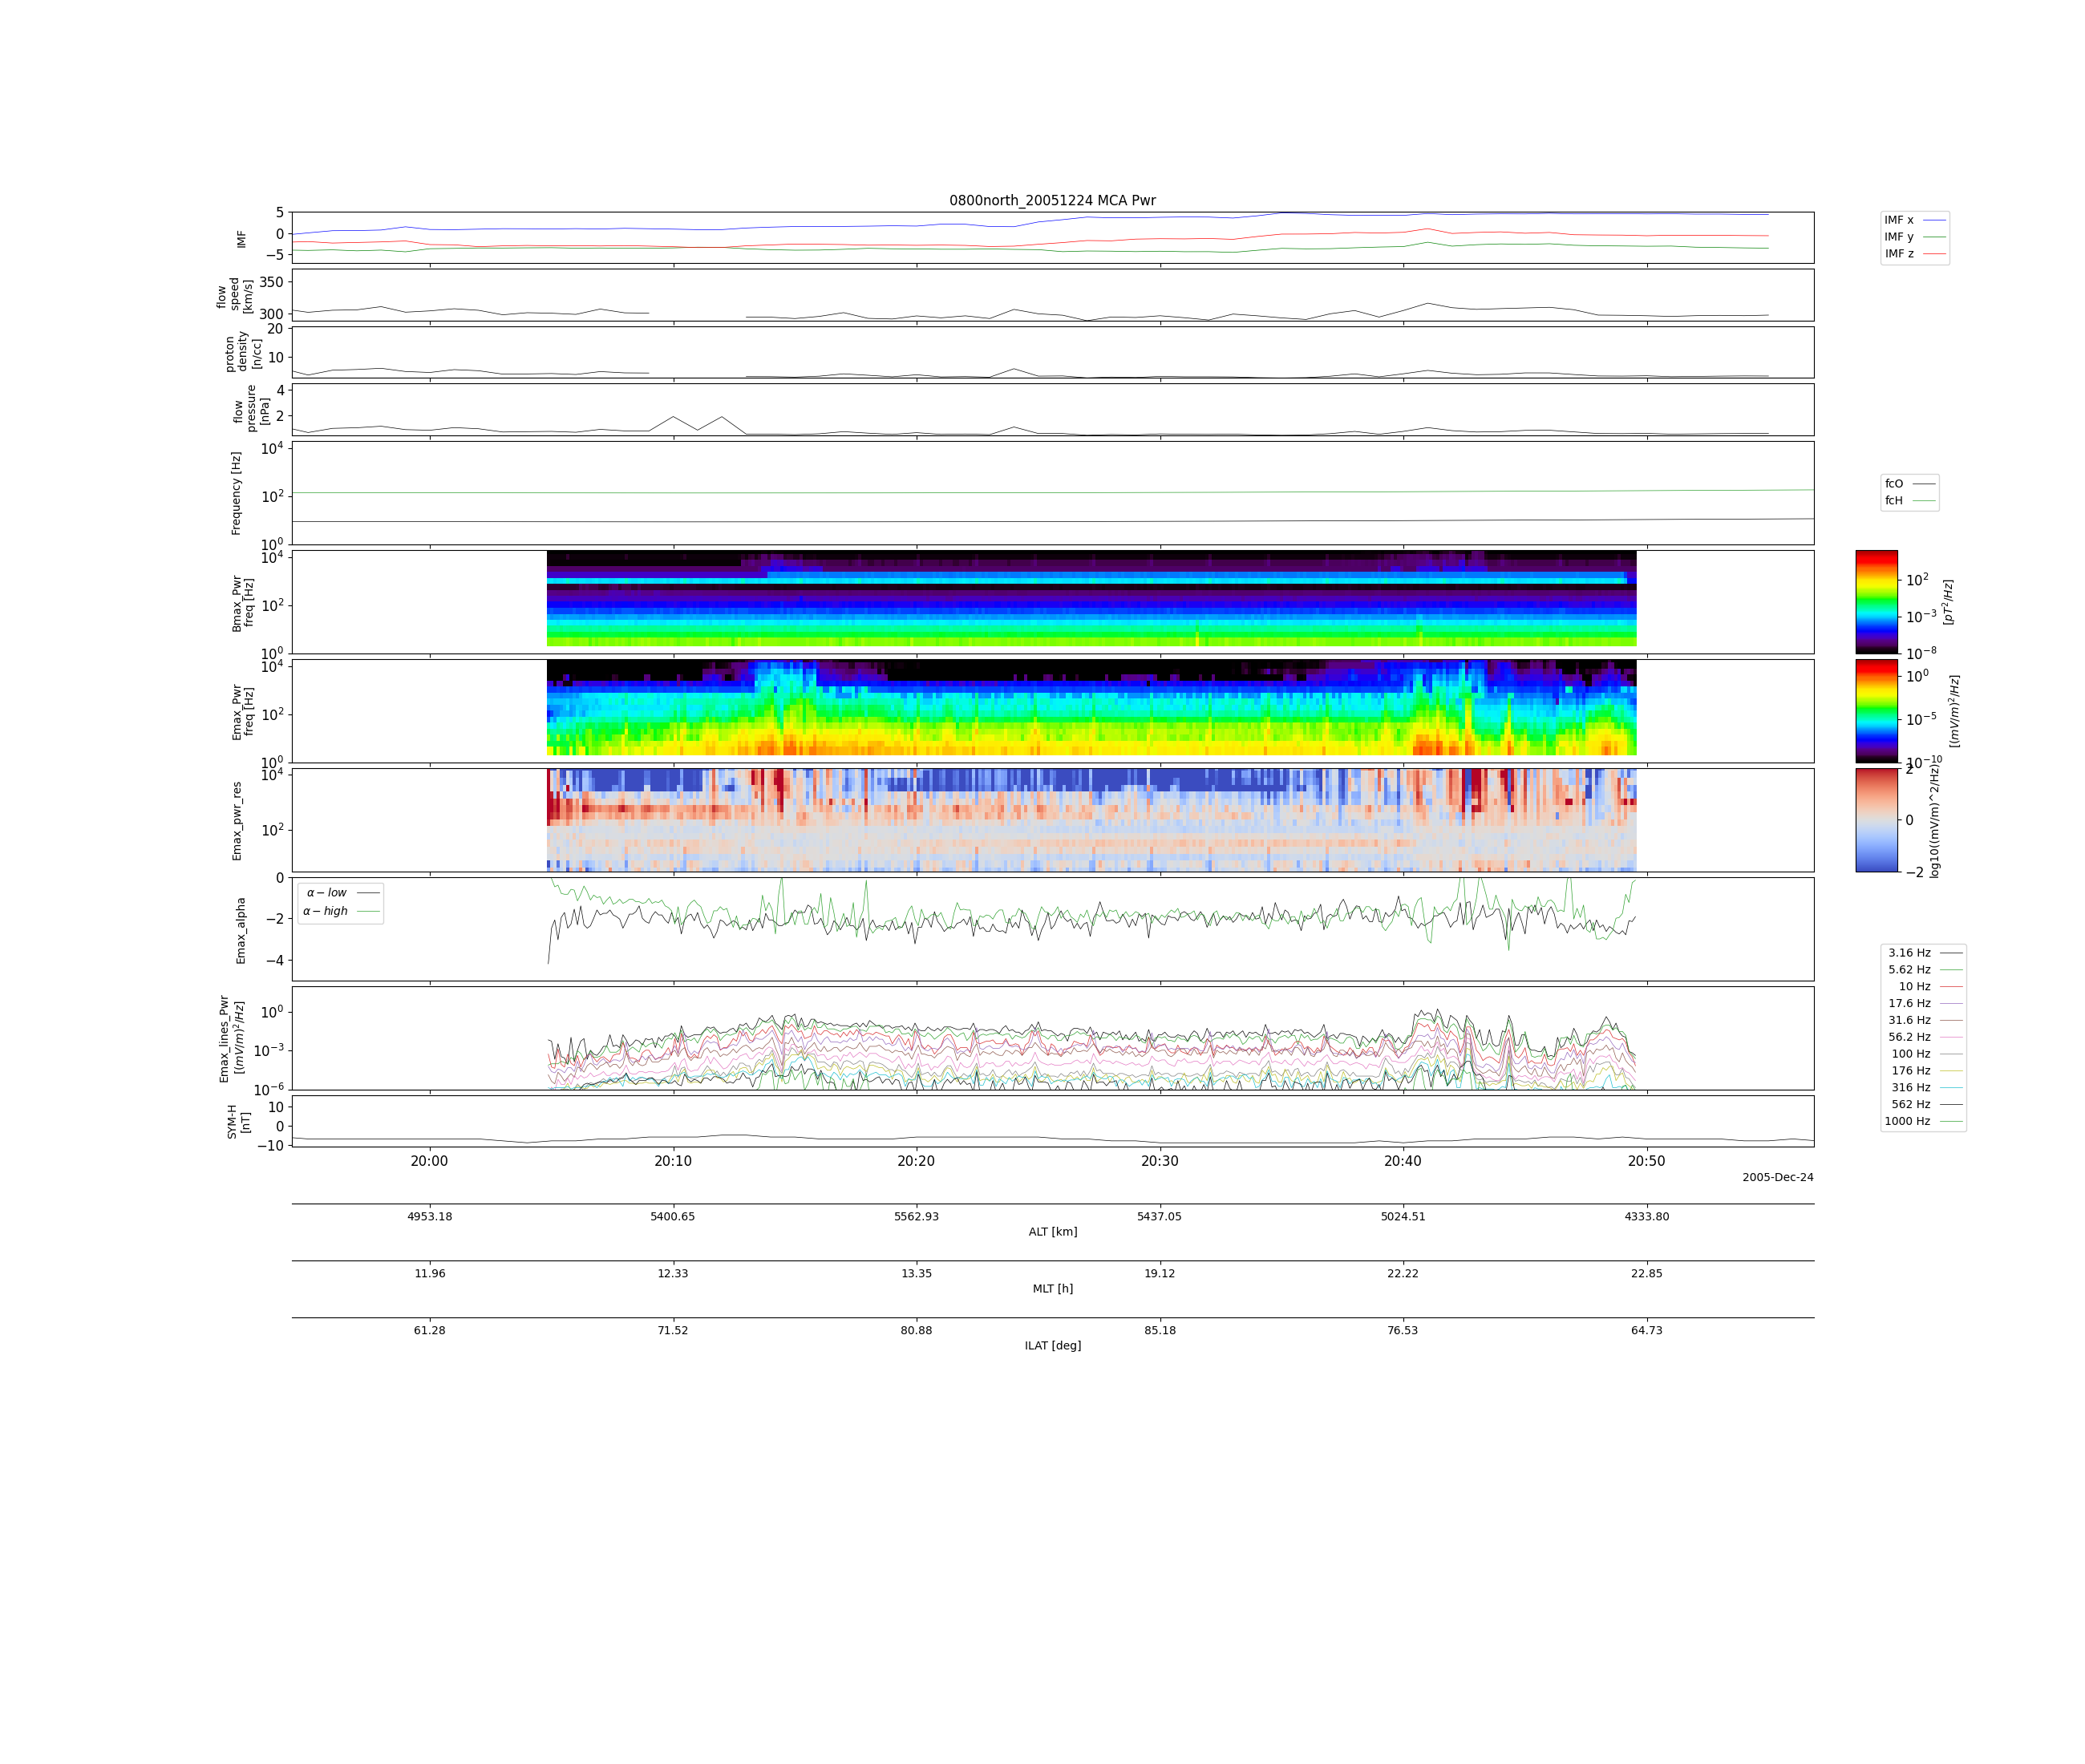 0800north_20051224 MCA Pwr
IMF
5
0
−5
IMF x
IMF y
IMF z
flow
speed
[km/s]
350
300
proton
density
[n/cc]
20
10
flow
pressure
[nPa]
4
2
Frequency [Hz]
10^4
10^2
10^0
fcO
fcH
Bmax_Pwr
freq [Hz]
10^4
10^2
10^0
10^2
10^−3
10^−8
[pT^2/Hz]
Emax_Pwr
freq [Hz]
10^4
10^2
10^0
10^0
10^−5
10^−10
[(mV/m)^2/Hz]
Emax_pwr_res
10^4
10^2
2
0
−2
log10((mV/m)^2/Hz)
Emax_alpha
0
−2
−4
α − low
α − high
Emax_lines_Pwr
[(mV/m)^2/Hz]
10^0
10^−3
10^−6
3.16 Hz
5.62 Hz
10 Hz
17.6 Hz
31.6 Hz
56.2 Hz
100 Hz
176 Hz
316 Hz
562 Hz
1000 Hz
SYM-H
[nT]
10
0
−10
20:00 20:10 20:20 20:30 20:40 20:50
2005-Dec-24
4953.18 5400.65 5562.93 5437.05 5024.51 4333.80
ALT [km]
11.96 12.33 13.35 19.12 22.22 22.85
MLT [h]
61.28 71.52 80.88 85.18 76.53 64.73
ILAT [deg]